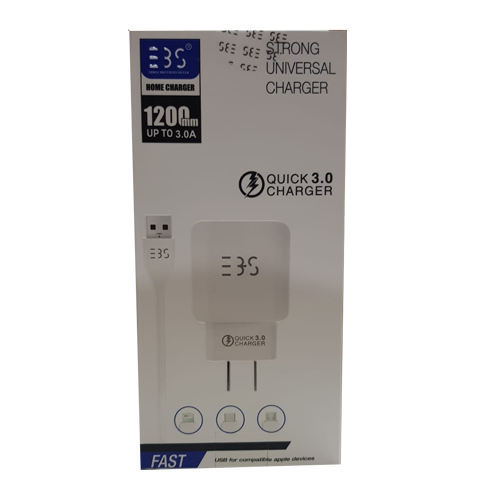 EBS®
HOME CHARGER
1200mm
UP TO 3.0A
STRONG
UNIVERSAL
CHARGER
QUICK 3.0
CHARGER
EBS
EBS
QUICK 3.0
CHARGER
FAST
USB for compatible apple devices